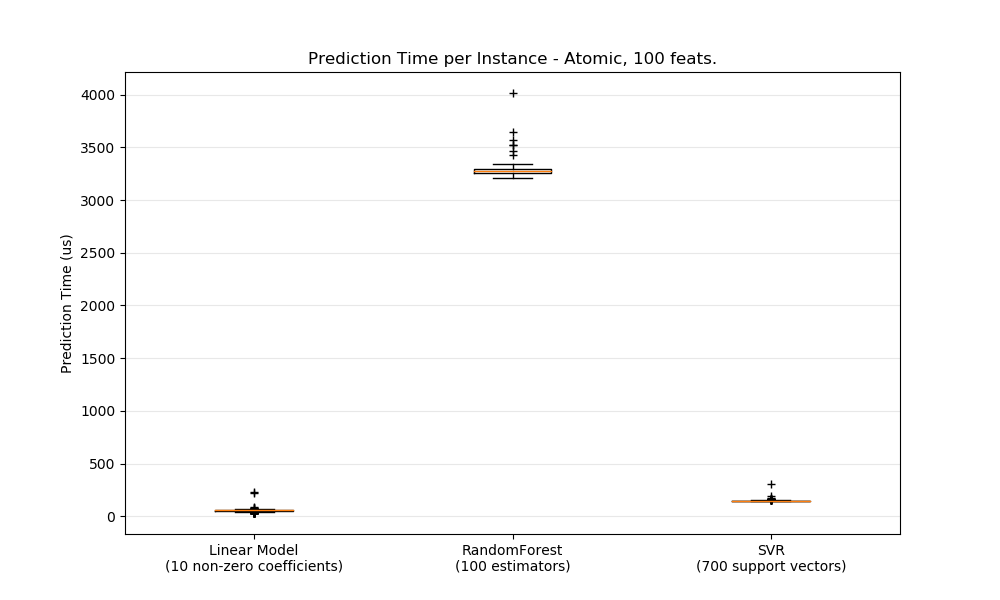 Prediction Time per Instance - Atomic, 100 feats.
Prediction Time (us)
4000
3500
3000
2500
2000
1500
1000
500
0
Linear Model
(10 non-zero coefficients)
RandomForest
(100 estimators)
SVR
(700 support vectors)